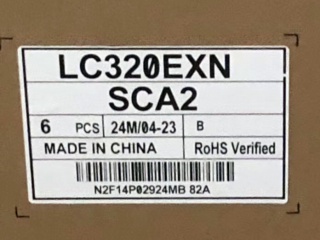 LC320EXN
SCA2
6 PCS 24M/04-23 B
MADE IN CHINA RoHS Verified
N2F14P02924MB 82A